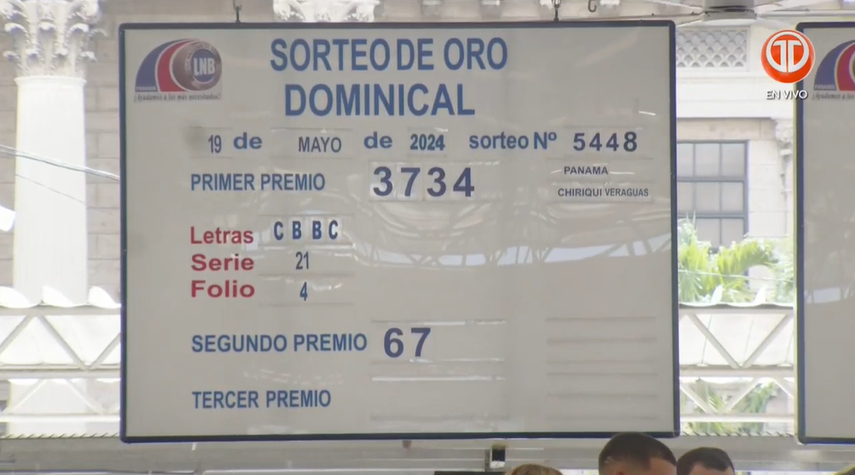 LNB
SORTEO DE ORO
DOMINICAL
19 de MAYO de 2024 sorteo Nº 5448
PRIMER PREMIO 3734
PANAMA
CHIRIQUI VERAGUAS
Letras C B B C
Serie 21
Folio 4
SEGUNDO PREMIO 67
TERCER PREMIO
EN VIVO